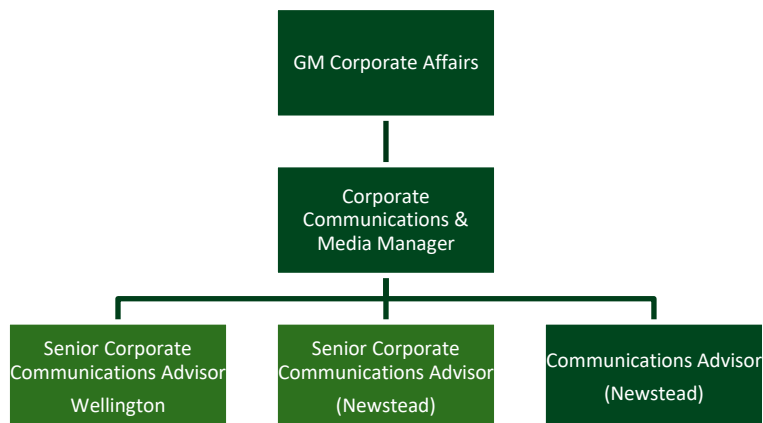 GM Corporate Affairs
Corporate
Communications &
Media Manager
Senior Corporate
Communications Advisor
Wellington
Senior Corporate
Communications Advisor
(Newstead)
Communications Advisor
(Newstead)